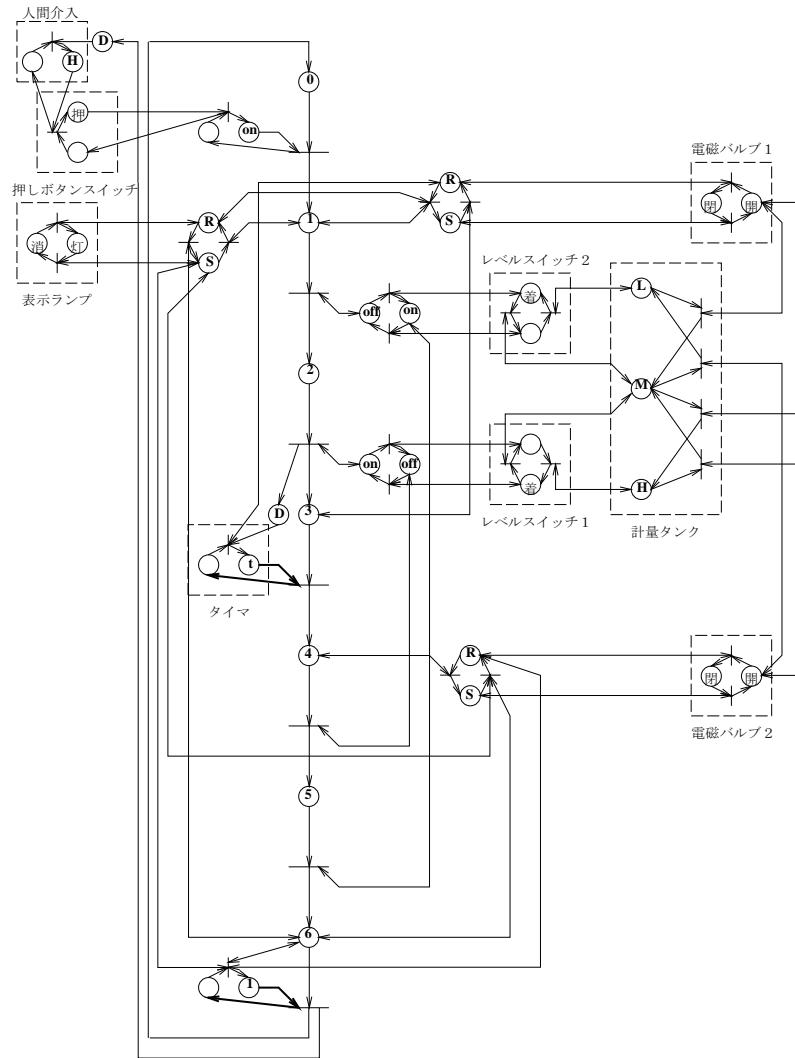 人間介入
D
H
0
押
on
押しボタンスイッチ
電磁バルブ１
R
閉
開
R
1
S
消
灯
S
表示ランプ
レベルスイッチ２
着
L
off
on
2
M
on
off
着
H
D
3
レベルスイッチ１
計量タンク
t
タイマ
4
R
閉
開
S
電磁バルブ２
5
6
1